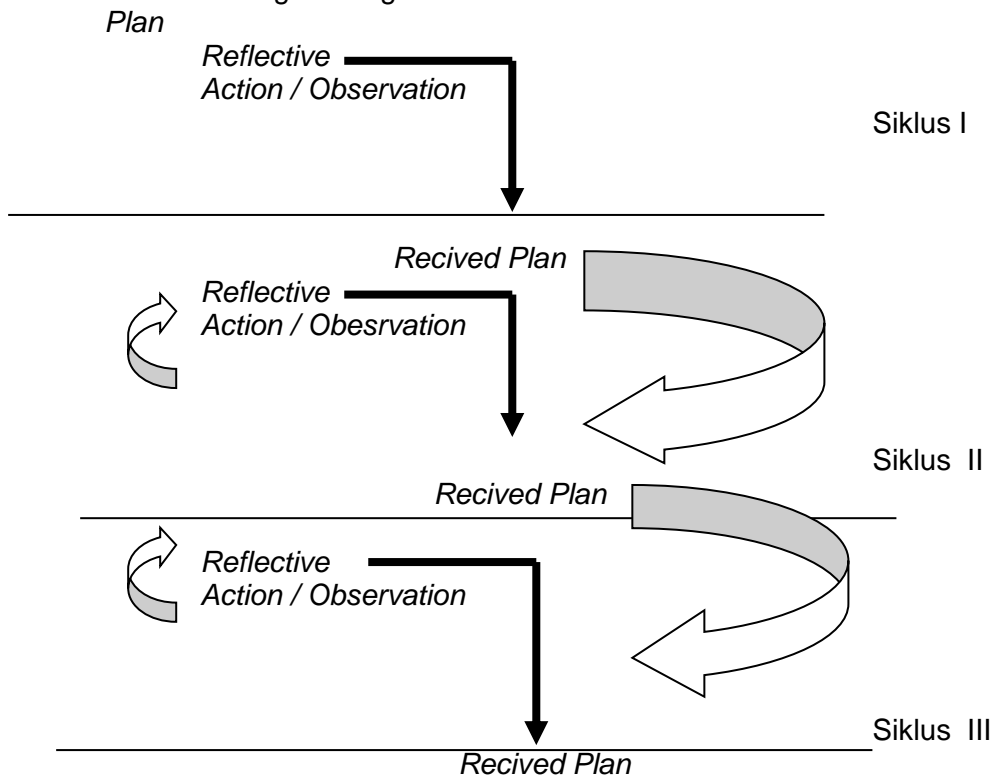 Plan
Reflective
Action / Observation
Siklus I
Recived Plan
Reflective
Action / Obesrvation
Siklus II
Recived Plan
Reflective
Action / Observation
Siklus III
Recived Plan